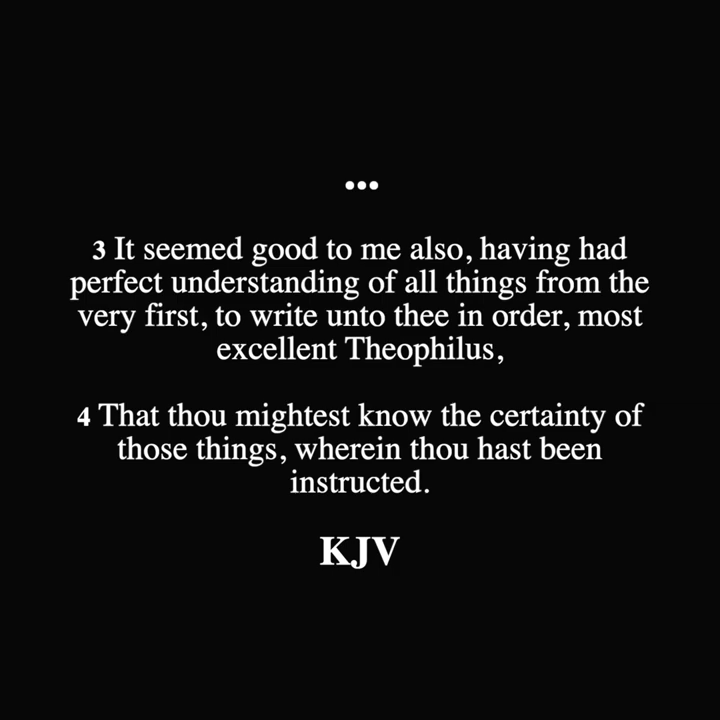 ...
3 It seemed good to me also, having had
perfect understanding of all things from the
very first, to write unto thee in order, most
excellent Theophilus,
4 That thou mightest know the certainty of
those things, wherein thou hast been
instructed.
KJV